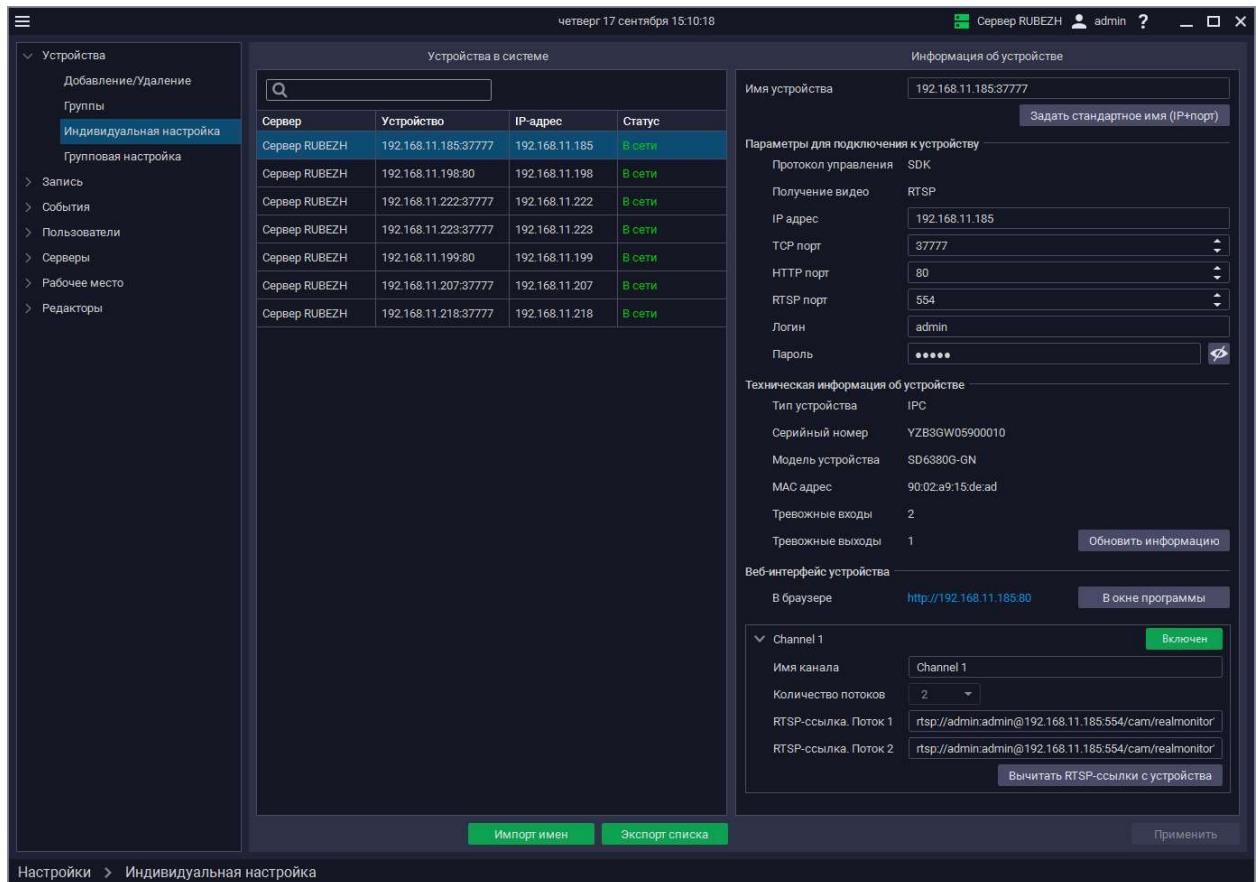 четверг 17 сентября 15:10:18
Сервер RUBEZH admin ?
Устройства
Добавление/Удаление
Группы
Индивидуальная настройка
Групповая настройка
Запись
События
Пользователи
Серверы
Рабочее место
Редакторы
Устройства в системе
Сервер Устройство IP-адрес Статус
Сервер RUBEZH 192.168.11.185:37777 192.168.11.185 В сети
Сервер RUBEZH 192.168.11.198:80 192.168.11.198 В сети
Сервер RUBEZH 192.168.11.222:37777 192.168.11.222 В сети
Сервер RUBEZH 192.168.11.223:37777 192.168.11.223 В сети
Сервер RUBEZH 192.168.11.199:80 192.168.11.199 В сети
Сервер RUBEZH 192.168.11.207:37777 192.168.11.207 В сети
Сервер RUBEZH 192.168.11.218:37777 192.168.11.218 В сети
Импорт имен Экспорт списка
Информация об устройстве
Имя устройства 192.168.11.185:37777
Задать стандартное имя (IP+порт)
Параметры для подключения к устройству
Протокол управления SDK
Получение видео RTSP
IP адрес 192.168.11.185
TCP порт 37777
HTTP порт 80
RTSP порт 554
Логин admin
Пароль •••••
Техническая информация об устройстве
Тип устройства IPC
Серийный номер YZB3GW05900010
Модель устройства SD6380G-GN
MAC адрес 90:02:a9:15:de:ad
Тревожные входы 2
Тревожные выходы 1 Обновить информацию
Веб-интерфейс устройства
В браузере http://192.168.11.185:80 В окне программы
Channel 1 Включен
Имя канала Channel 1
Количество потоков 2
RTSP-ссылка. Поток 1 rtsp://admin:admin@192.168.11.185:554/cam/realmonitor
RTSP-ссылка. Поток 2 rtsp://admin:admin@192.168.11.185:554/cam/realmonitor
Вычитать RTSP-ссылки с устройства
Применить
Настройки > Индивидуальная настройка